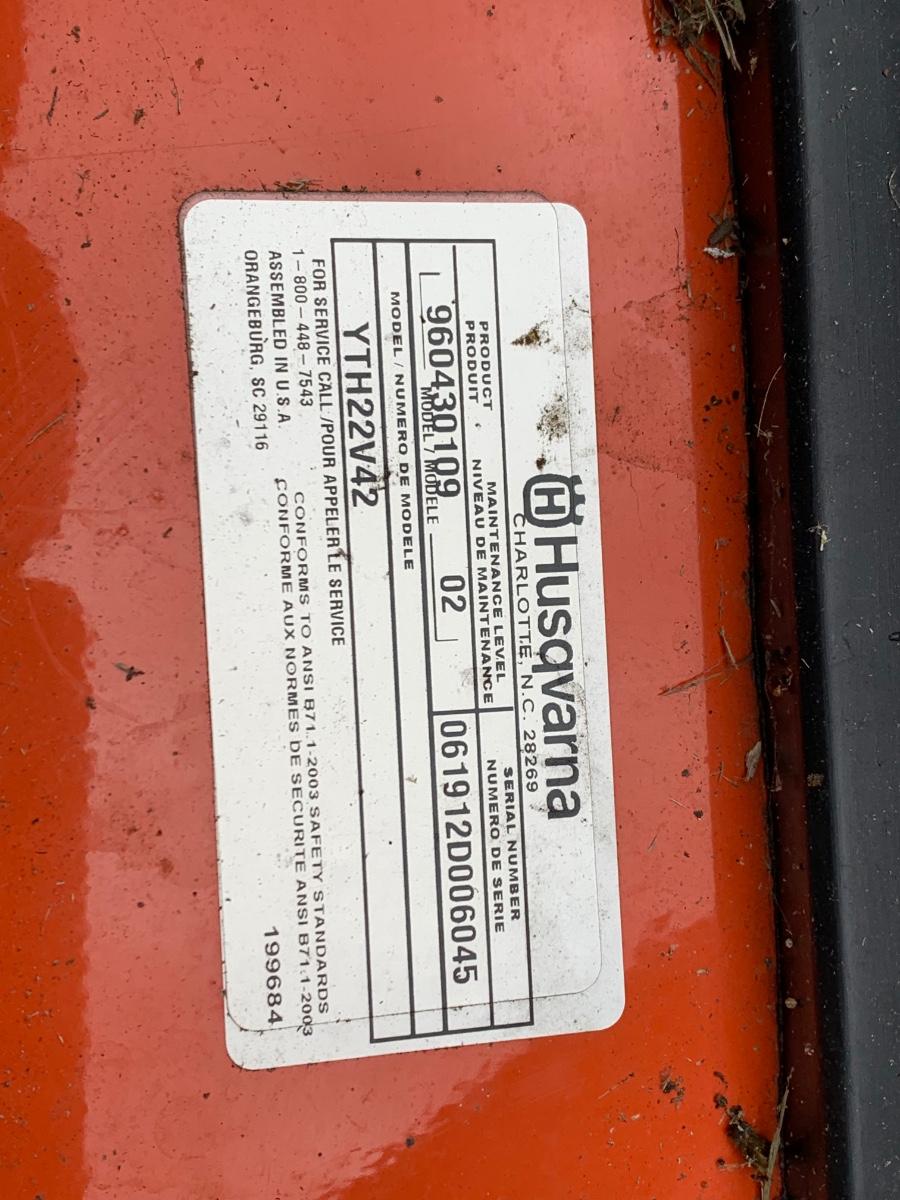 Husqvarna
CHARLOTTE, N.C. 28269
PRODUCT
PRODUIT
MAINTENANCE LEVEL
NIVEAU DE MAINTENANCE
SERIAL NUMBER
NUMERO DE SERIE
960430109 02
061912D006045
MODEL / MODELE
MODEL / NUMERO DE MODELE
YTH22V42
FOR SERVICE CALL /POUR APPELER LE SERVICE
1-800-448-7543
ASSEMBLED IN U.S.A
ORANGEBURG, SC 29116
CONFORMS TO ANSI B71.1-2003 SAFETY STANDARDS
CONFORME AUX NORMES DE SECURITE ANSI B71.1-2003
199684